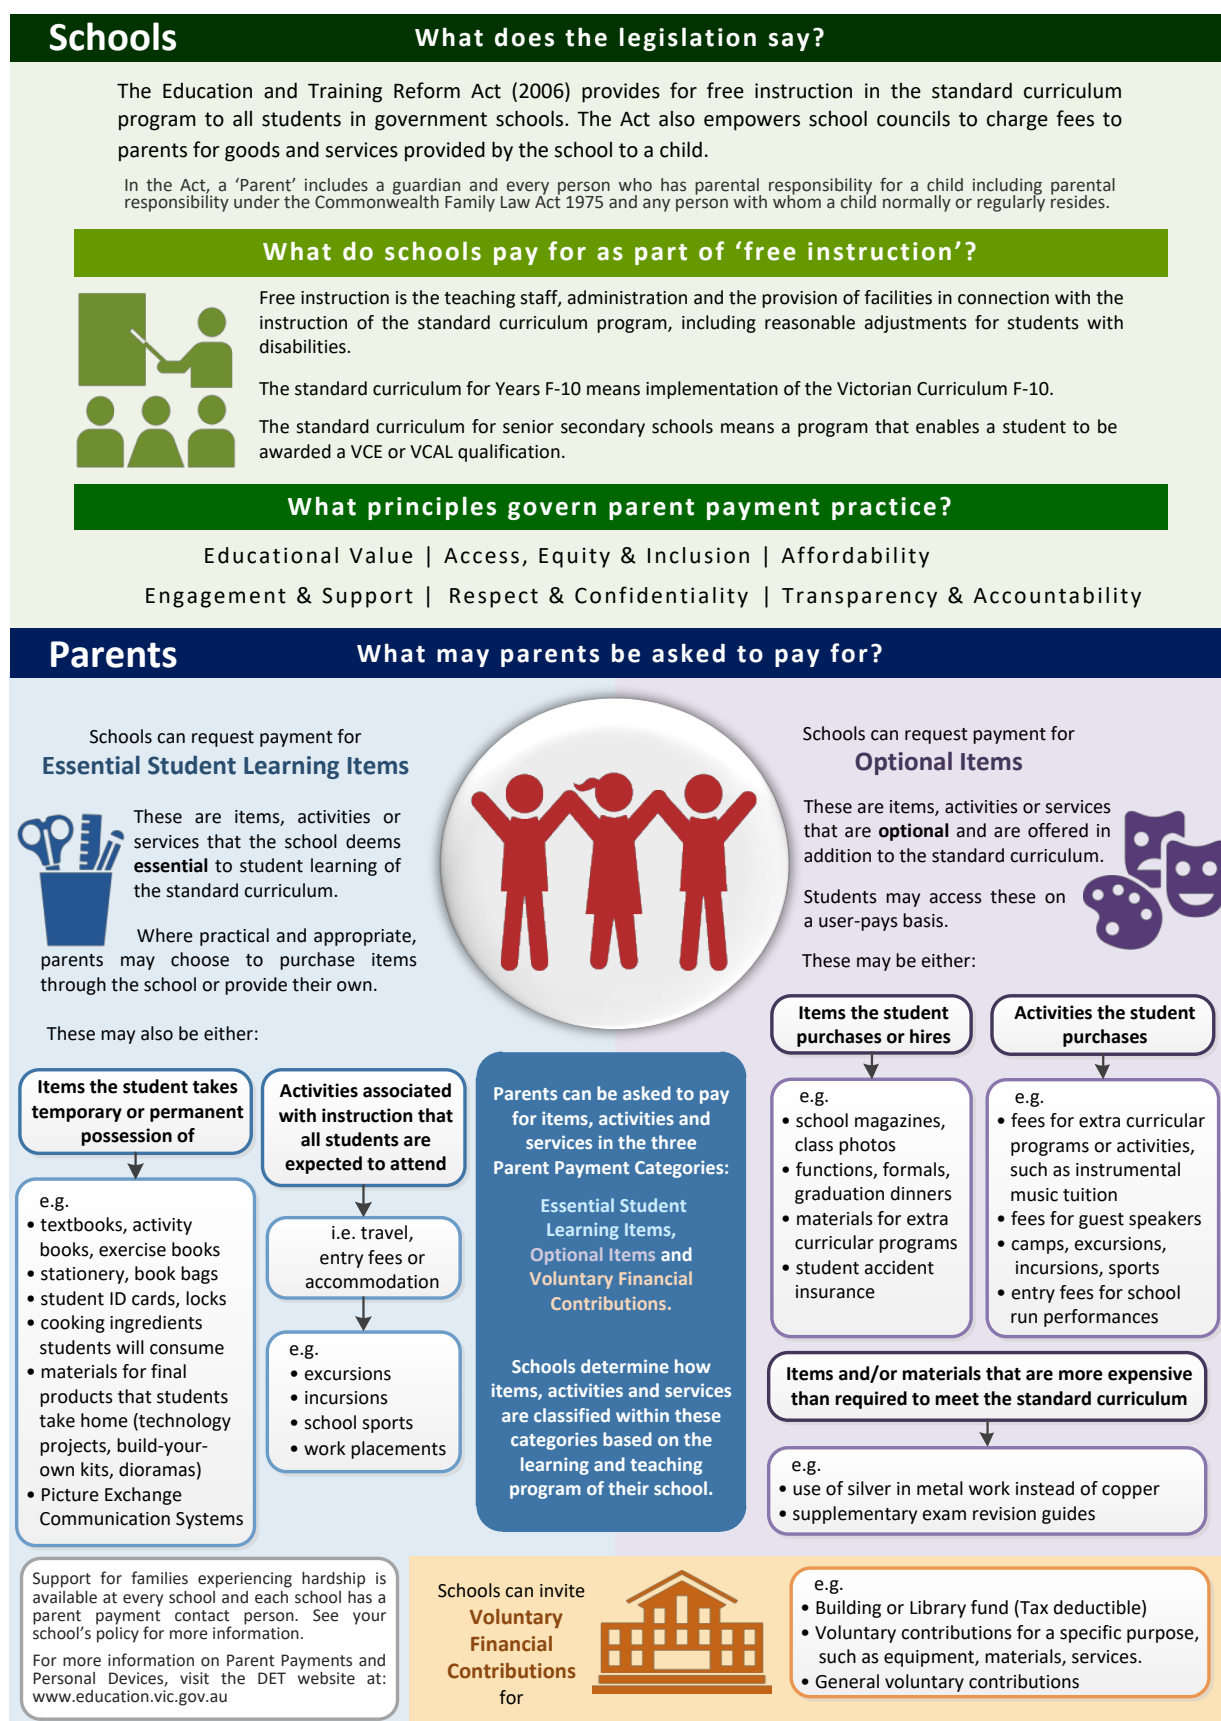 Schools
What does the legislation say?
The Education and Training Reform Act (2006) provides for free instruction in the standard curriculum
program to all students in government schools. The Act also empowers school councils to charge fees to
parents for goods and services provided by the school to a child.
In the Act, a ‘Parent’ includes a guardian and every person who has parental responsibility for a child including parental
responsibility under the Commonwealth Family Law Act 1975 and any person with whom a child normally or regularly resides.
What do schools pay for as part of ‘free instruction’?
Free instruction is the teaching staff, administration and the provision of facilities in connection with the
instruction of the standard curriculum program, including reasonable adjustments for students with
disabilities.
The standard curriculum for Years F-10 means implementation of the Victorian Curriculum F-10.
The standard curriculum for senior secondary schools means a program that enables a student to be
awarded a VCE or VCAL qualification.
What principles govern parent payment practice?
Educational Value | Access, Equity & Inclusion | Affordability
Engagement & Support | Respect & Confidentiality | Transparency & Accountability
Parents
What may parents be asked to pay for?
Schools can request payment for
Essential Student Learning Items
These are items, activities or
services that the school deems
essential to student learning of
the standard curriculum.
Where practical and appropriate,
parents may choose to purchase items
through the school or provide their own.
These may also be either:
Items the student takes
temporary or permanent
possession of
e.g.
• textbooks, activity
books, exercise books
• stationery, book bags
• student ID cards, locks
• cooking ingredients
students will consume
• materials for final
products that students
take home (technology
projects, build-your-
own kits, dioramas)
• Picture Exchange
Communication Systems
Activities associated
with instruction that
all students are
expected to attend
i.e. travel,
entry fees or
accommodation
e.g.
• excursions
• incursions
• school sports
• work placements
Parents can be asked to pay
for items, activities and
services in the three
Parent Payment Categories:
Essential Student
Learning Items,
Optional Items and
Voluntary Financial
Contributions.
Schools determine how
items, activities and services
are classified within these
categories based on the
learning and teaching
program of their school.
Schools can request payment for
Optional Items
These are items, activities or services
that are optional and are offered in
addition to the standard curriculum.
Students may access these on
a user-pays basis.
These may be either:
Items the student
purchases or hires
e.g.
• school magazines,
class photos
• functions, formals,
graduation dinners
• materials for extra
curricular programs
• student accident
insurance
Activities the student
purchases
e.g.
• fees for extra curricular
programs or activities,
such as instrumental
music tuition
• fees for guest speakers
• camps, excursions,
incursions, sports
• entry fees for school
run performances
Items and/or materials that are more expensive
than required to meet the standard curriculum
e.g.
• use of silver in metal work instead of copper
• supplementary exam revision guides
Support for families experiencing hardship is
available at every school and each school has a
parent payment contact person. See your
school’s policy for more information.
For more information on Parent Payments and
Personal Devices, visit the DET website at:
www.education.vic.gov.au
Schools can invite
Voluntary
Financial
Contributions
for
e.g.
• Building or Library fund (Tax deductible)
• Voluntary contributions for a specific purpose,
such as equipment, materials, services.
• General voluntary contributions